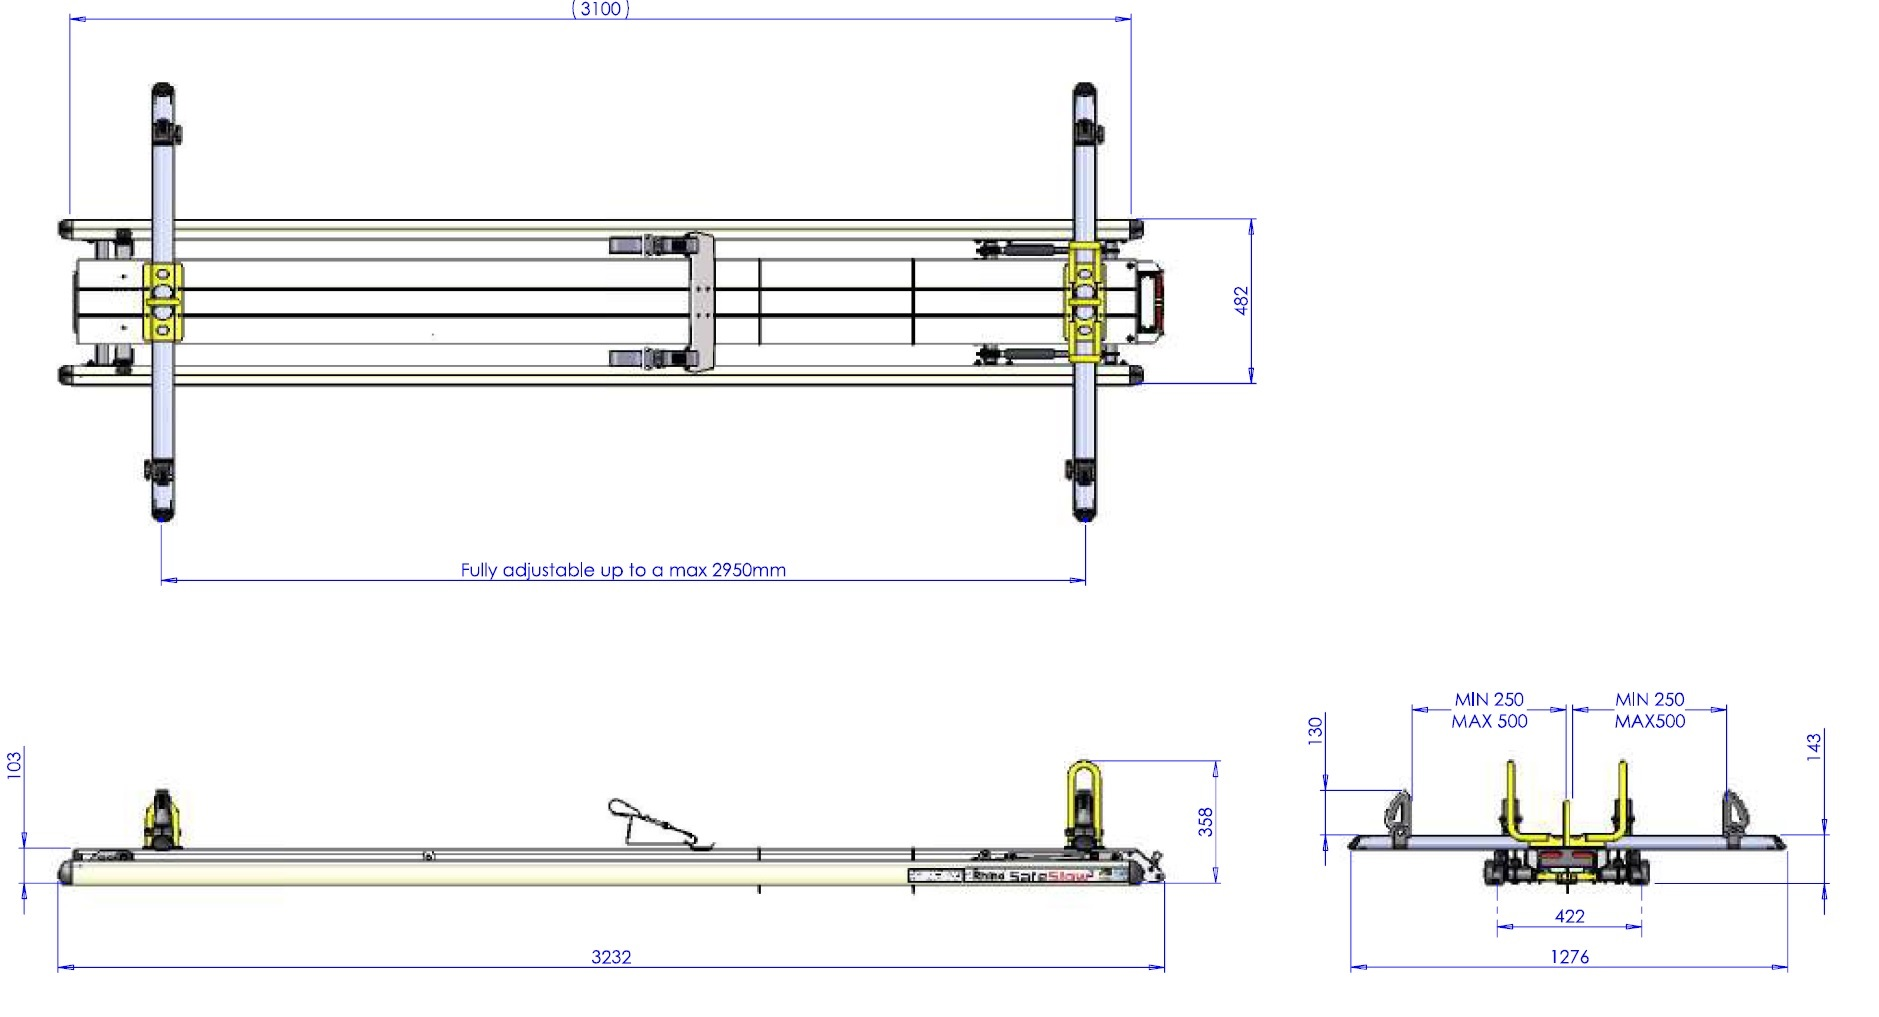 (3100)
482
Fully adjustable up to a max 2950mm
103
358
Rhino SafeStow
3232
MIN 250
MAX 500
MIN 250
MAX500
130
143
422
1276